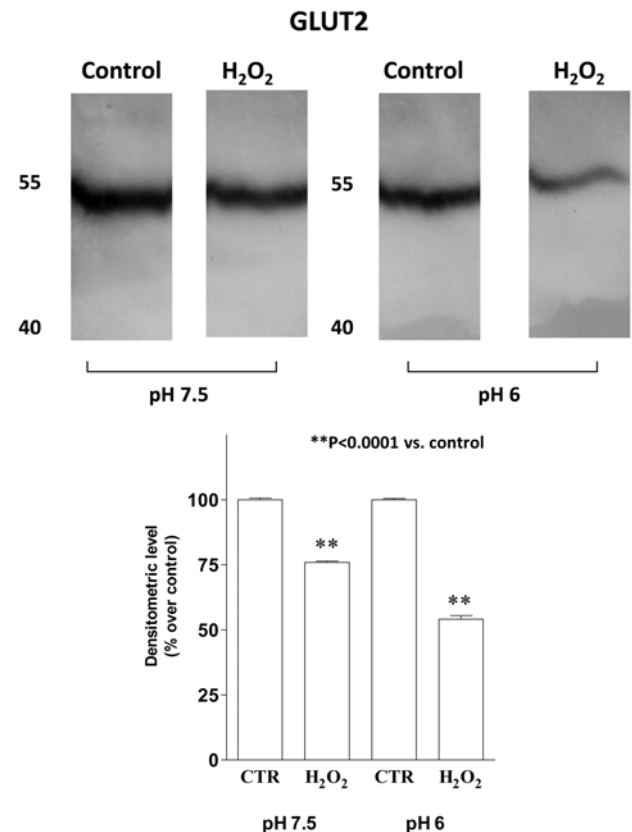 GLUT2
Control H₂O₂ Control H₂O₂
55 55
40 40
pH 7.5 pH 6
**P<0.0001 vs. control
Densitometric level
(% over control)
100
75
50
25
0
** **
CTR H₂O₂ CTR H₂O₂
pH 7.5 pH 6